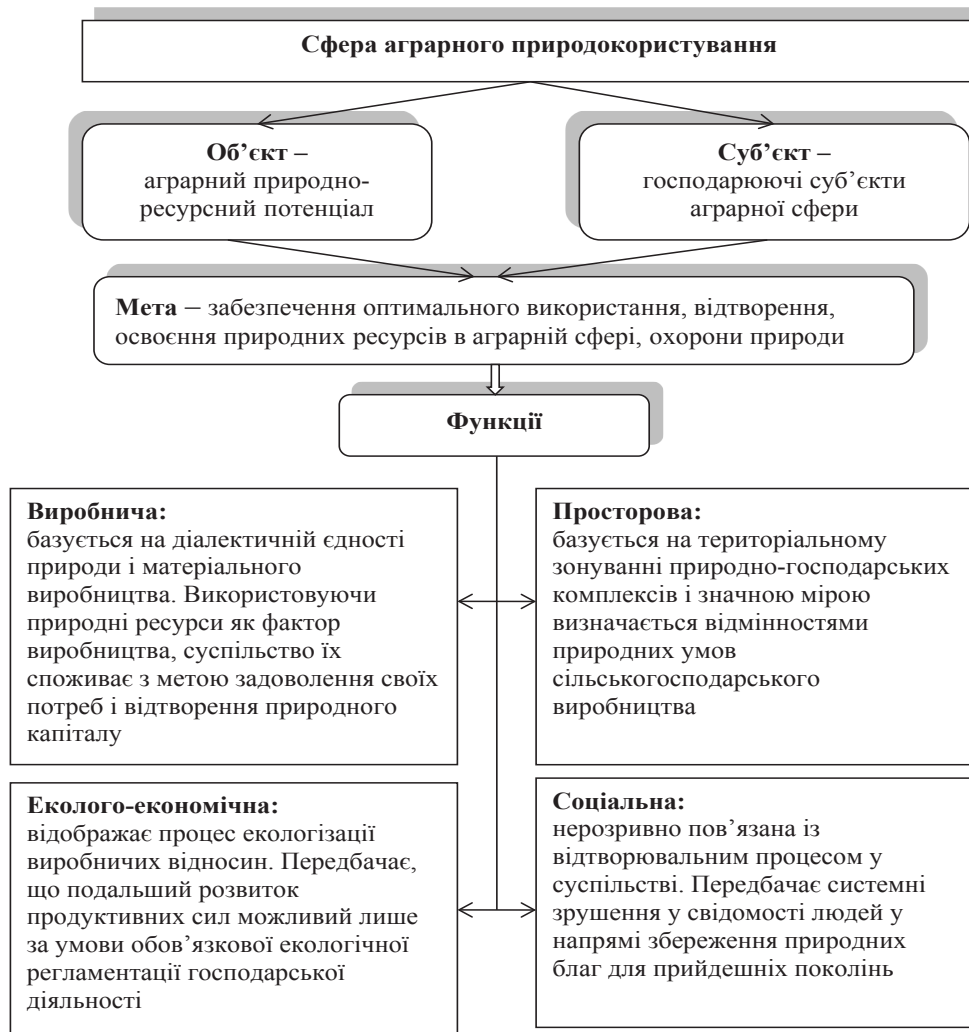 Сфера аграрного природокористування
Об’єкт –
аграрний природно-
ресурсний потенціал
Суб’єкт –
господарюючі суб’єкти
аграрної сфери
Мета – забезпечення оптимального використання, відтворення,
освоєння природних ресурсів в аграрній сфері, охорони природи
Функції
Виробнича:
базується на діалектичній єдності
природи і матеріального
виробництва. Використовуючи
природні ресурси як фактор
виробництва, суспільство їх
споживає з метою задоволення своїх
потреб і відтворення природного
капіталу
Просторова:
базується на територіальному
зонуванні природно-господарських
комплексів і значною мірою
визначається відмінностями
природних умов
сільськогосподарського
виробництва
Еколого-економічна:
відображає процес екологізації
виробничих відносин. Передбачає,
що подальший розвиток
продуктивних сил можливий лише
за умови обов’язкової екологічної
регламентації господарської
діяльності
Соціальна:
нерозривно пов’язана із
відтворювальним процесом у
суспільстві. Передбачає системні
зрушення у свідомості людей у
напрямі збереження природних
благ для прийдешніх поколінь